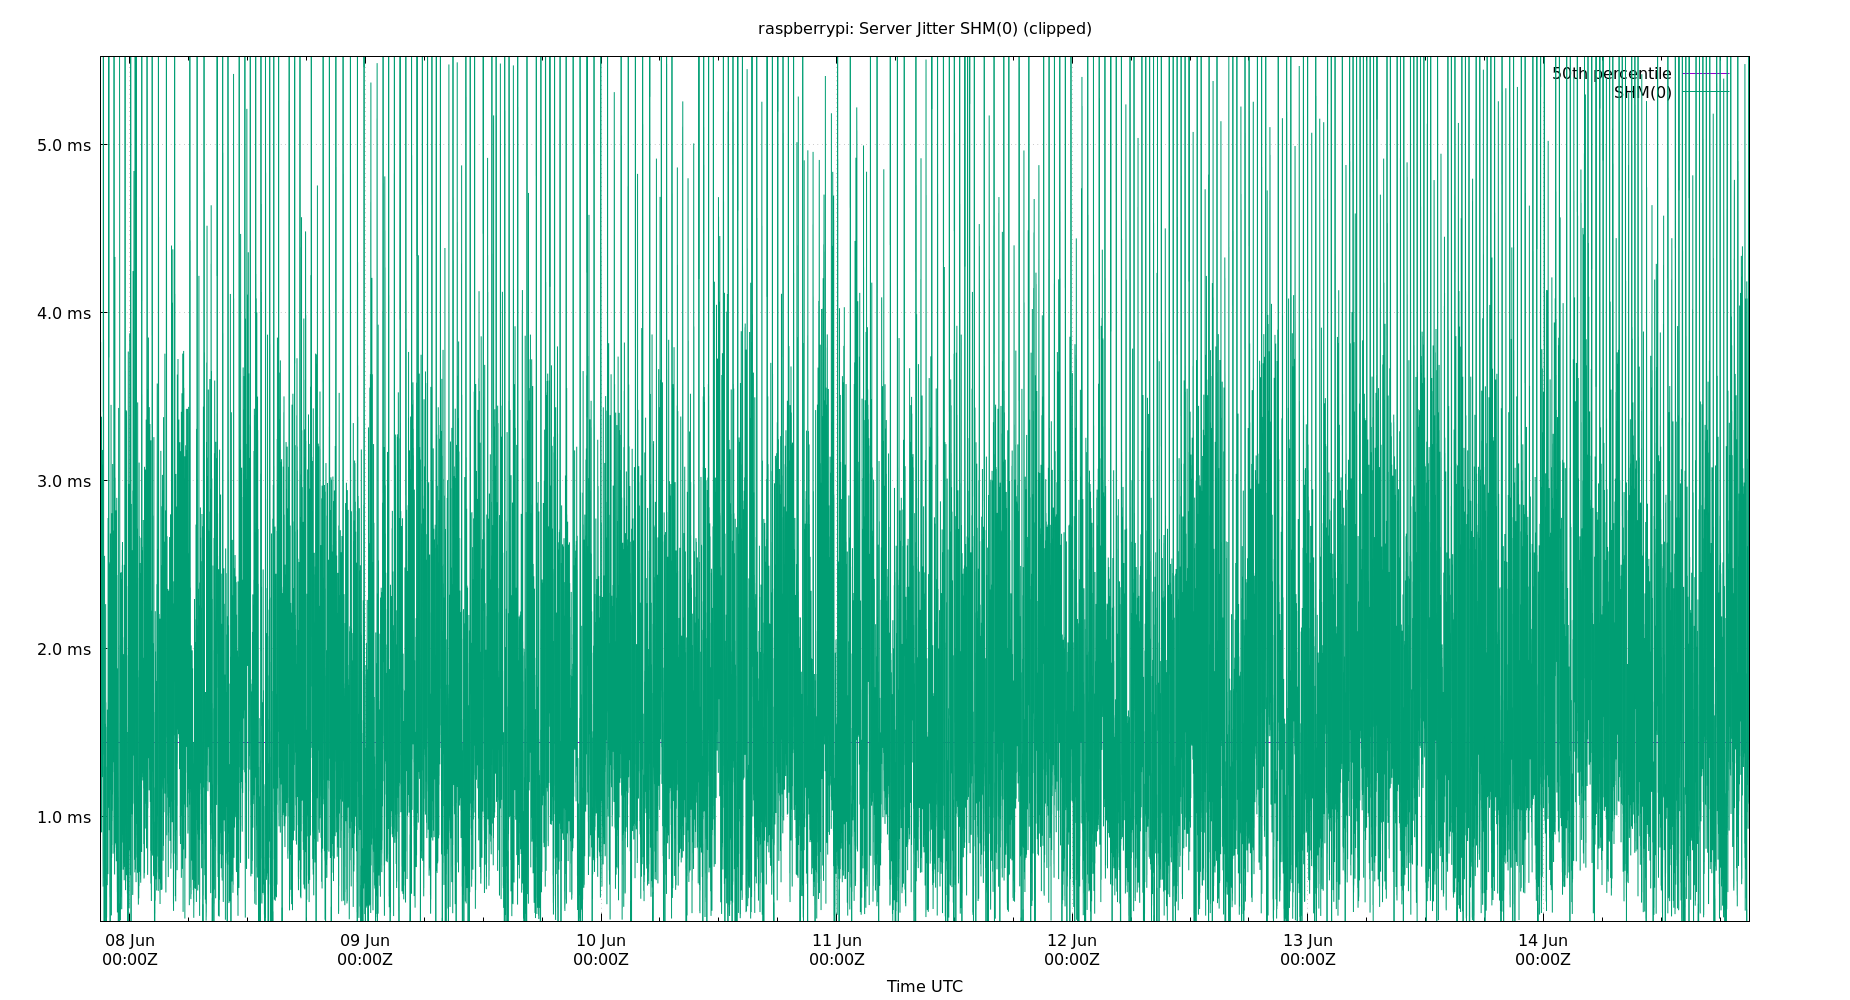 raspberrypi: Server Jitter SHM(0) (clipped)
50th percentile
SHM(0)
5.0 ms
4.0 ms
3.0 ms
2.0 ms
1.0 ms
08 Jun 09 Jun 10 Jun 11 Jun 12 Jun 13 Jun 14 Jun
00:00Z 00:00Z 00:00Z 00:00Z 00:00Z 00:00Z 00:00Z
Time UTC